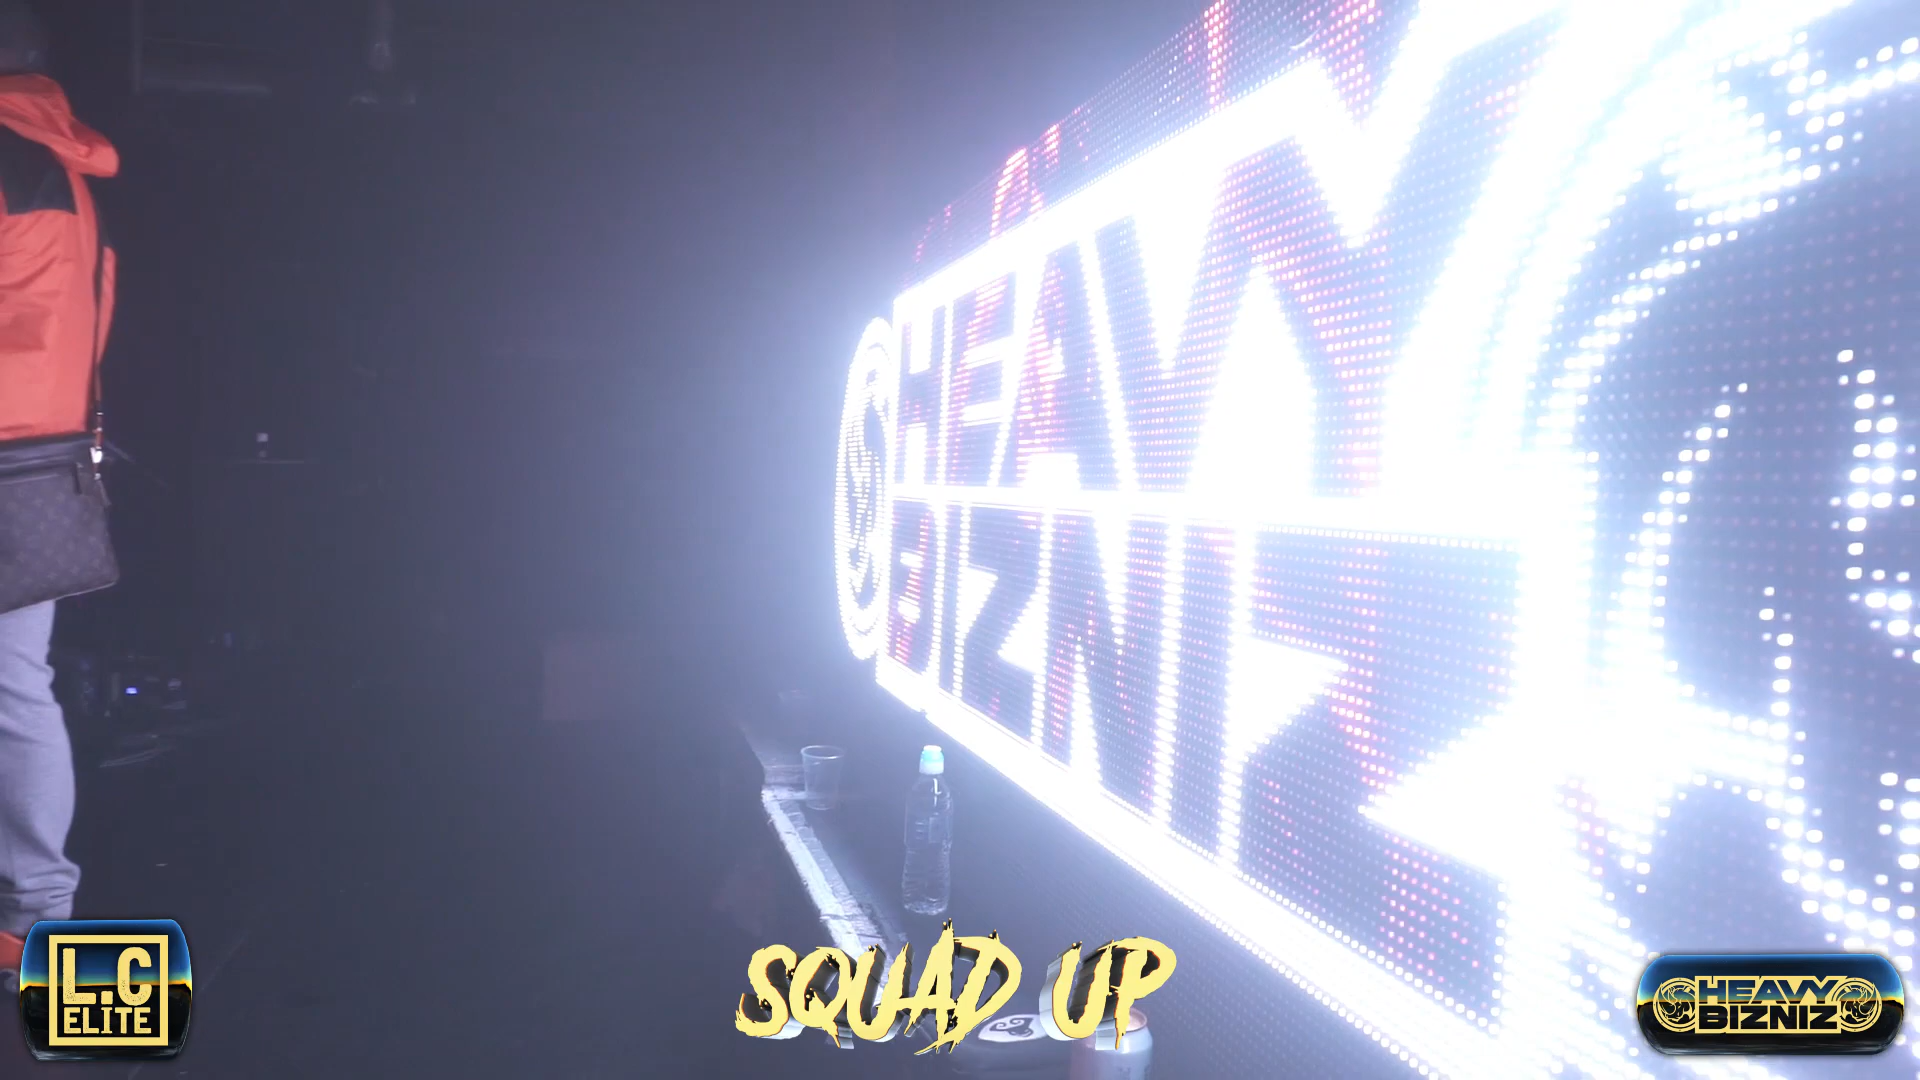 HEAVY
BIZNIZ
L.C
ELITE
SQUAD UP
HEAVY
BIZNIZ